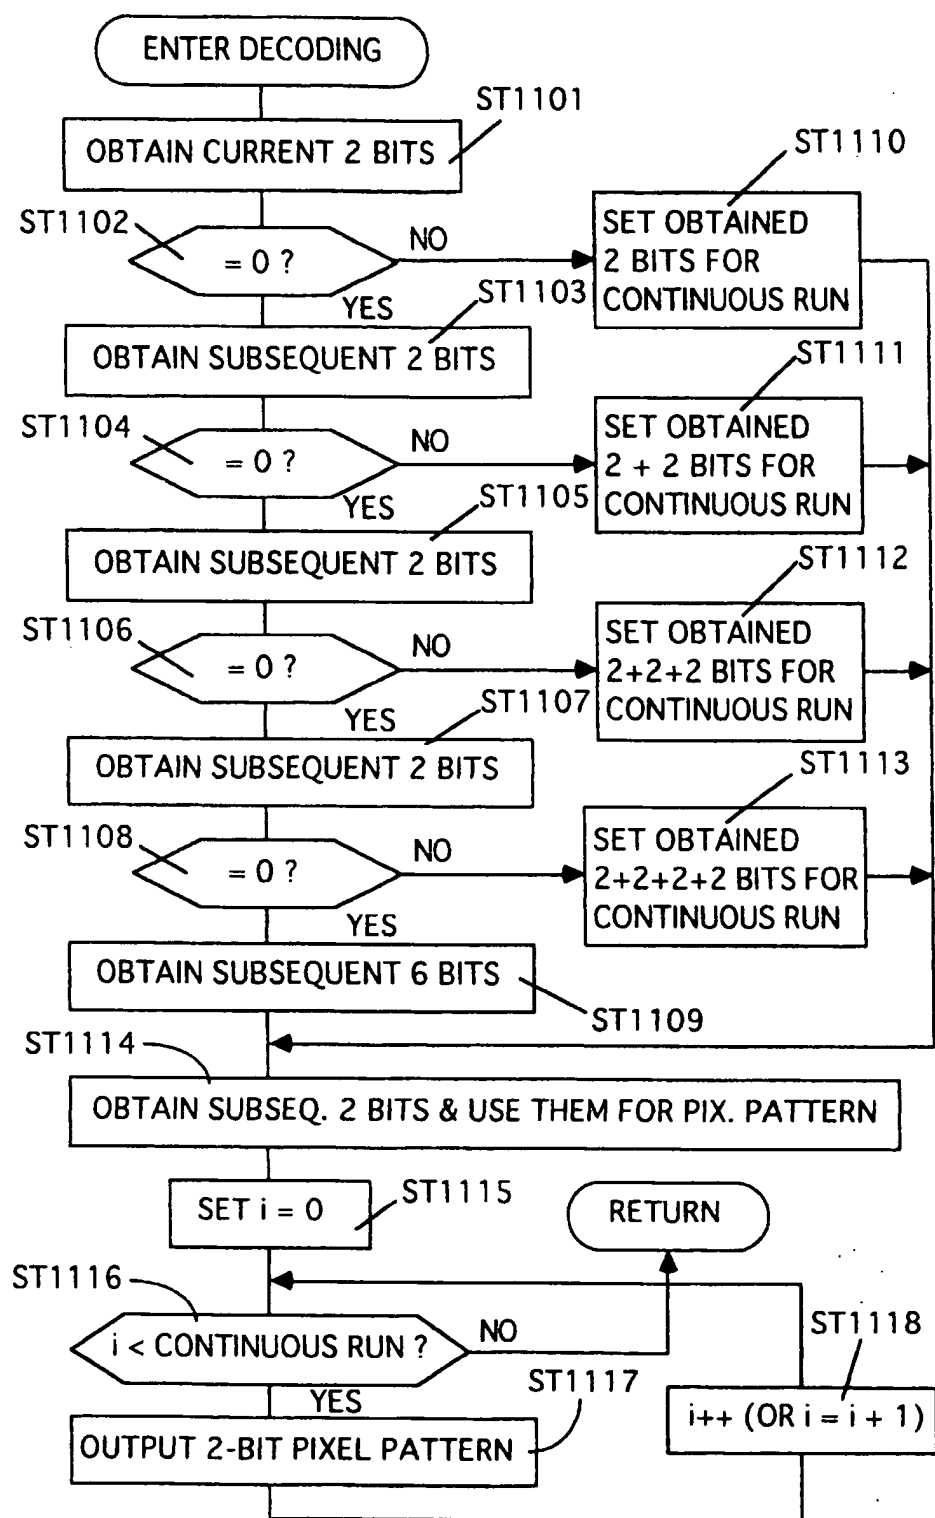 ENTER DECODING
ST1101
OBTAIN CURRENT 2 BITS
ST1110
ST1102
= 0 ?
NO
SET OBTAINED
2 BITS FOR
CONTINUOUS RUN
YES
ST1103
OBTAIN SUBSEQUENT 2 BITS
ST1111
ST1104
= 0 ?
NO
SET OBTAINED
2 + 2 BITS FOR
CONTINUOUS RUN
YES
ST1105
OBTAIN SUBSEQUENT 2 BITS
ST1112
ST1106
= 0 ?
NO
SET OBTAINED
2+2+2 BITS FOR
CONTINUOUS RUN
YES
ST1107
OBTAIN SUBSEQUENT 2 BITS
ST1113
ST1108
= 0 ?
NO
SET OBTAINED
2+2+2+2 BITS FOR
CONTINUOUS RUN
YES
OBTAIN SUBSEQUENT 6 BITS
ST1109
ST1114
OBTAIN SUBSEQ. 2 BITS & USE THEM FOR PIX. PATTERN
SET i = 0
ST1115
RETURN
ST1116
i < CONTINUOUS RUN ?
NO
ST1118
YES
ST1117
i++ (OR i = i + 1)
OUTPUT 2-BIT PIXEL PATTERN